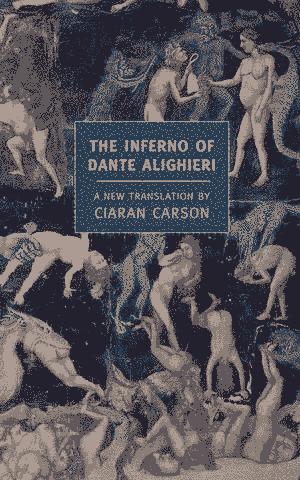 THE INFERNO OF
DANTE ALIGHIERI
A NEW TRANSLATION BY
CIARAN CARSON